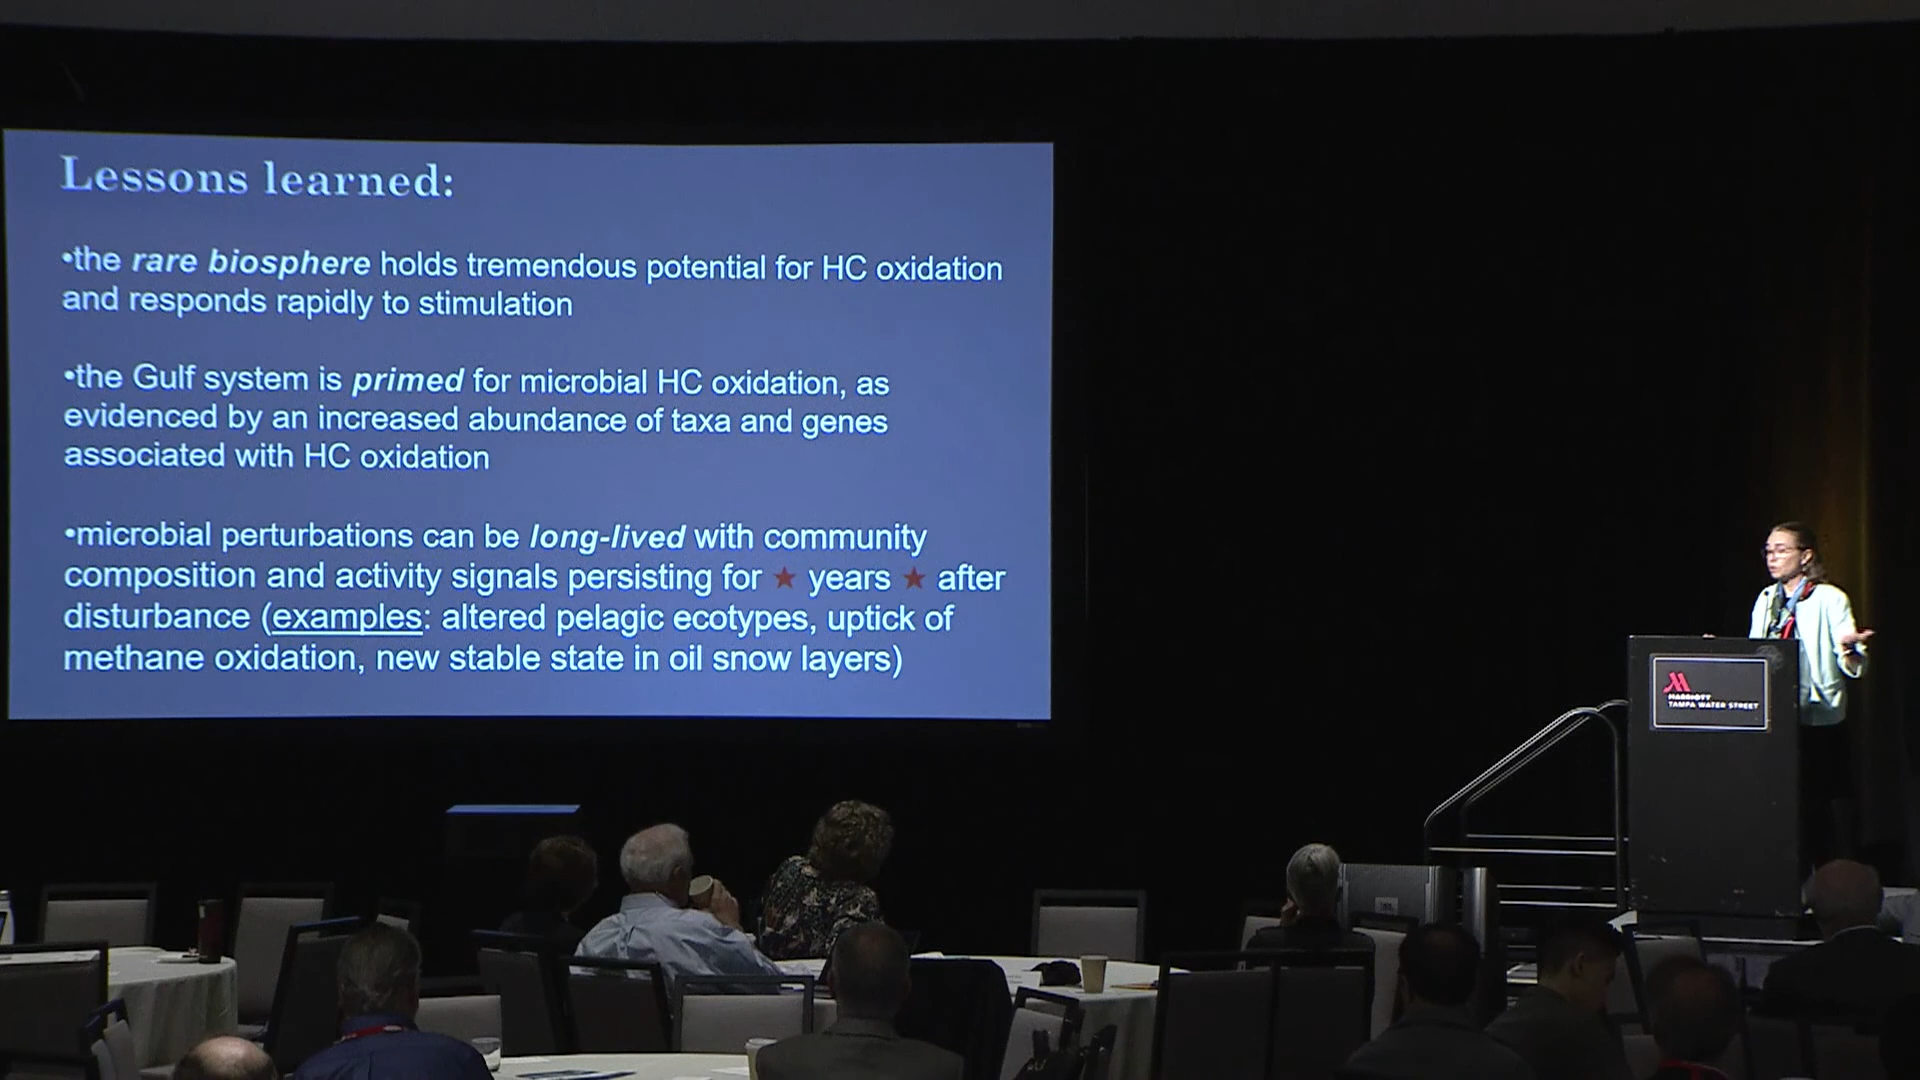 Lessons learned:
•the rare biosphere holds tremendous potential for HC oxidation
and responds rapidly to stimulation
•the Gulf system is primed for microbial HC oxidation, as
evidenced by an increased abundance of taxa and genes
associated with HC oxidation
•microbial perturbations can be long-lived with community
composition and activity signals persisting for ★ years ★ after
disturbance (examples: altered pelagic ecotypes, uptick of
methane oxidation, new stable state in oil snow layers)
MARRIOTT
TAMPA WATER STREET
JBL